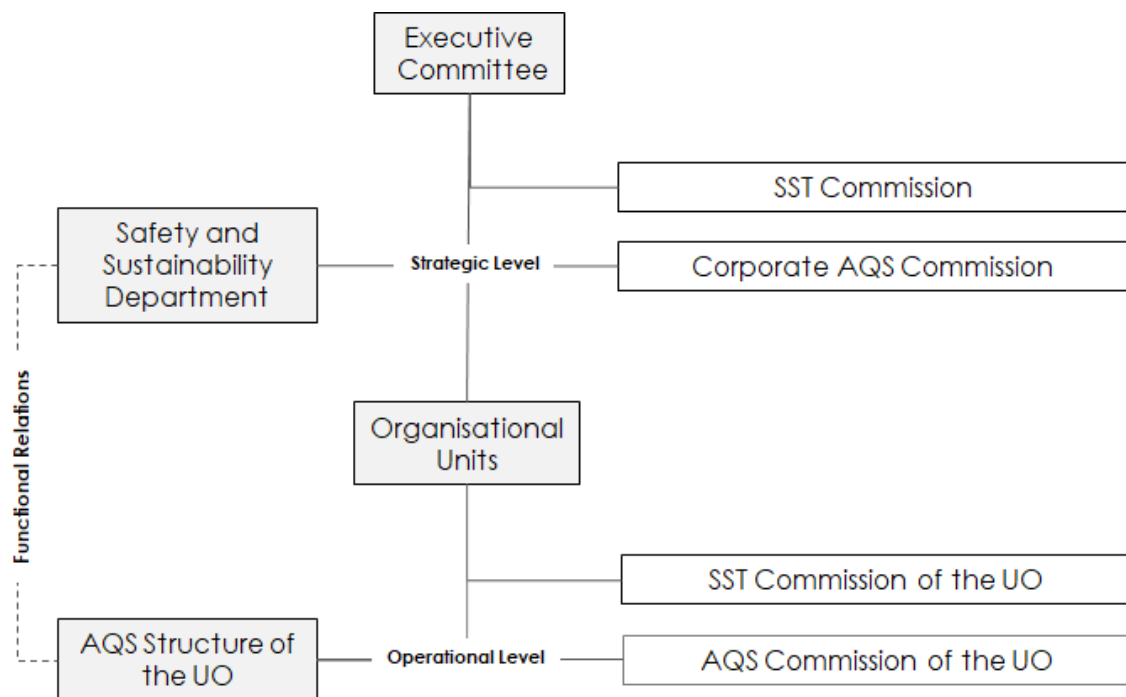 Executive
Committee
SST Commission
Safety and
Sustainability
Department
Strategic Level
Corporate AQS Commission
Functional Relations
Organisational
Units
SST Commission of the UO
AQS Structure of
the UO
Operational Level
AQS Commission of the UO